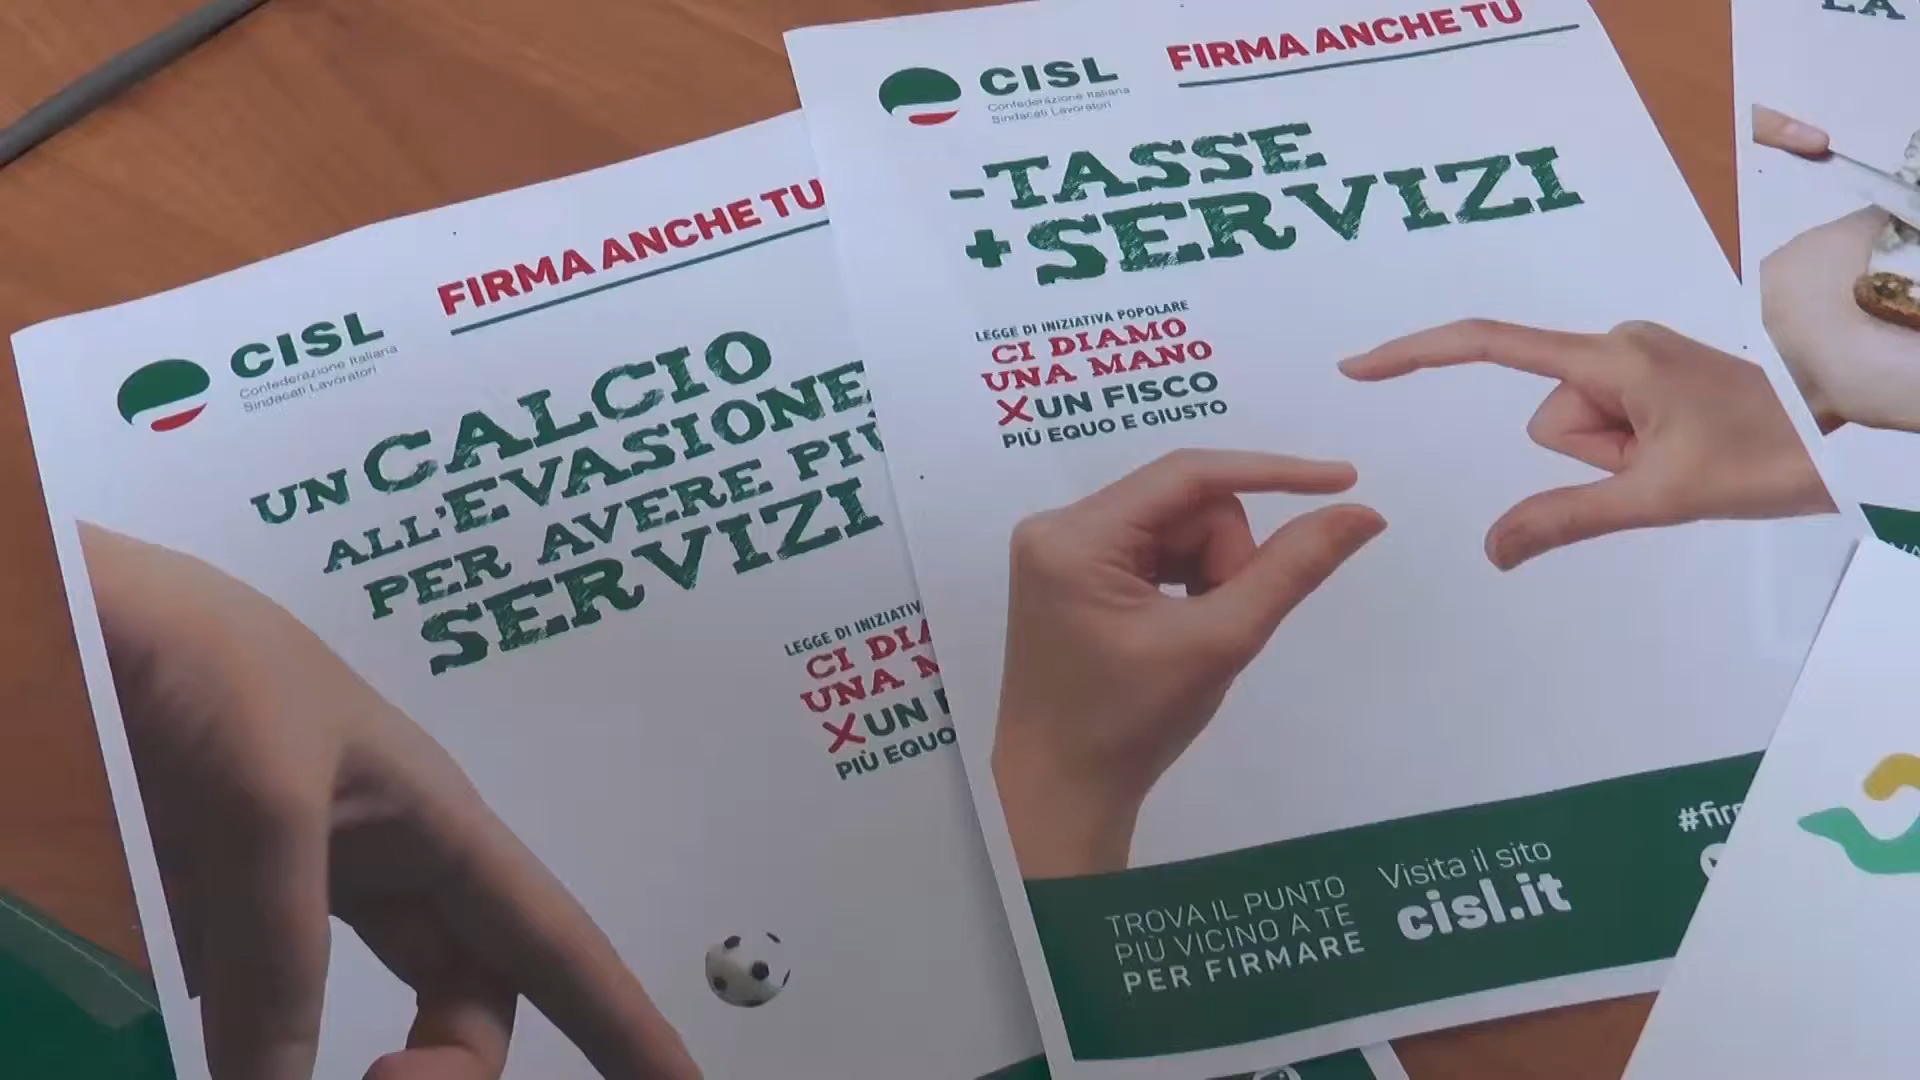 CISL
Confederazione Italiana
Sindacati Lavoratori
FIRMA ANCHE TU
UN CALCIO
ALL'EVASIONE
PER AVERE PIÙ
SERVIZI
LEGGE DI INIZIATIV
CI DIA
UNA M
X UN F
PIÙ EQUO
CISL
Confederazione Italiana
Sindacati Lavoratori
FIRMA ANCHE TU
-TASSE
+SERVIZI
LEGGE DI INIZIATIVA POPOLARE
CI DIAMO
UNA MANO
X UN FISCO
PIÙ EQUO E GIUSTO
TROVA IL PUNTO
PIÙ VICINO A TE
PER FIRMARE
Visita il sito
cisl.it
#fir
LA